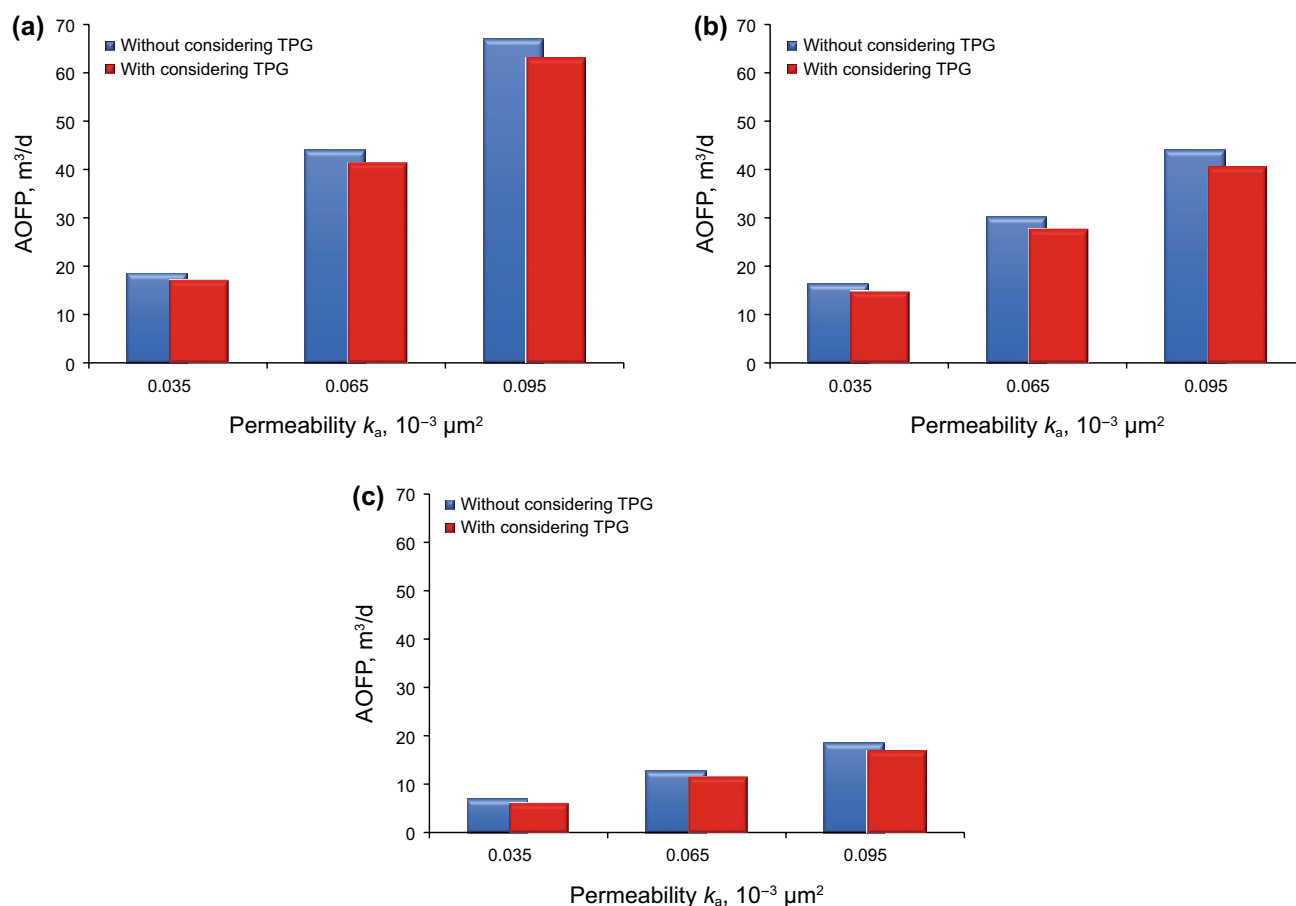 (a)
70
60
50
40
30
20
10
0
AOFP, m³/d
Without considering TPG
With considering TPG
0.035 0.065 0.095
Permeability kₐ, 10⁻³ μm²
(b)
70
60
50
40
30
20
10
0
AOFP, m³/d
Without considering TPG
With considering TPG
0.035 0.065 0.095
Permeability kₐ, 10⁻³ μm²
(c)
70
60
50
40
30
20
10
0
AOFP, m³/d
Without considering TPG
With considering TPG
0.035 0.065 0.095
Permeability kₐ, 10⁻³ μm²